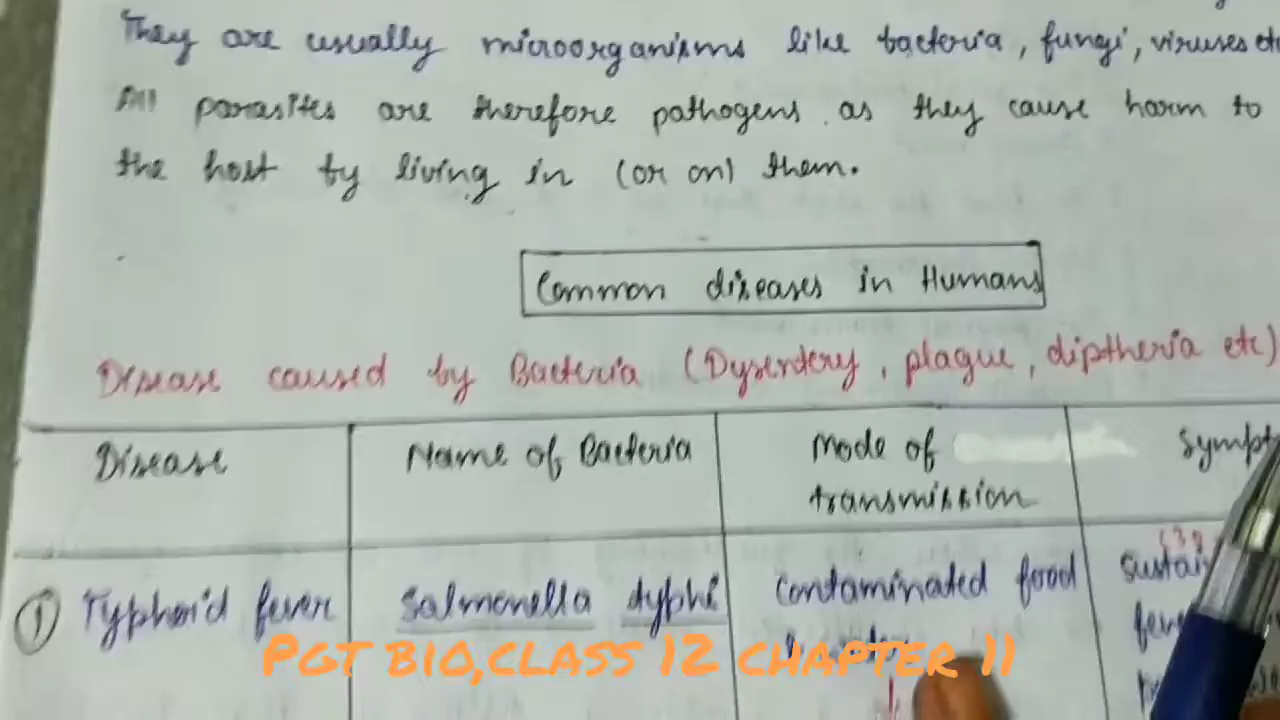 They are usually microorganisms like bacteria, fungi, viruses etc
All parasites are therefore pathogens as they cause harm to
the host by living in (or on) them.
Common diseases in Humans
Disease caused by Bacteria (Dysentery, plague, diptheria etc)
Disease Name of Bacteria Mode of transmission
① Typhoid fever Salmonella typhi contaminated food
PGT bio,class 12 chapter 11